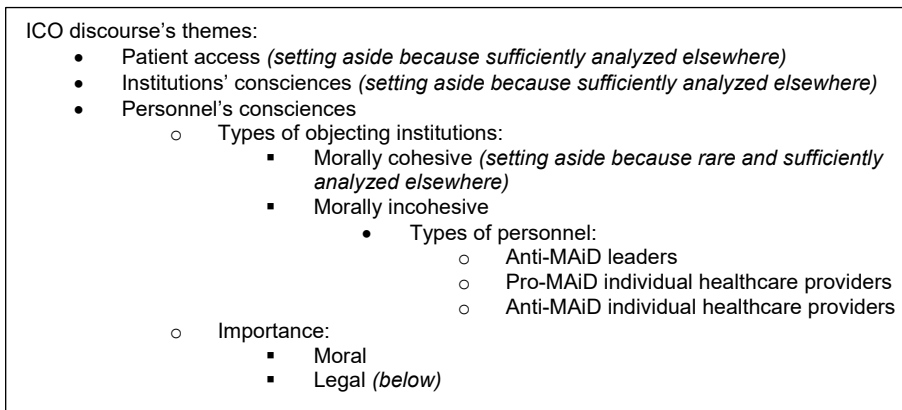 ICO discourse’s themes:
• Patient access (setting aside because sufficiently analyzed elsewhere)
• Institutions’ consciences (setting aside because sufficiently analyzed elsewhere)
• Personnel’s consciences
o Types of objecting institutions:
▪ Morally cohesive (setting aside because rare and sufficiently
analyzed elsewhere)
▪ Morally incohesive
• Types of personnel:
o Anti-MAiD leaders
o Pro-MAiD individual healthcare providers
o Anti-MAiD individual healthcare providers
o Importance:
▪ Moral
▪ Legal (below)